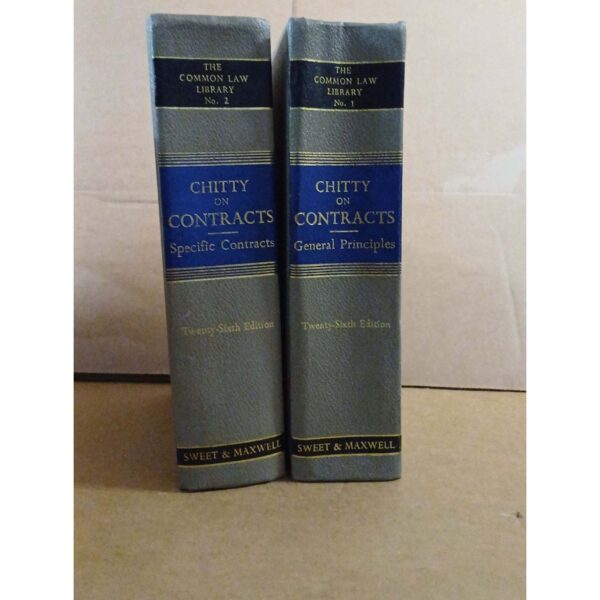 THE
COMMON LAW
LIBRARY
No. 2
CHITTY
ON
CONTRACTS
Specific Contracts
Twenty-Sixth Edition
SWEET & MAXWELL
THE
COMMON LAW
LIBRARY
No. 1
CHITTY
ON
CONTRACTS
General Principles
Twenty-Sixth Edition
SWEET & MAXWELL